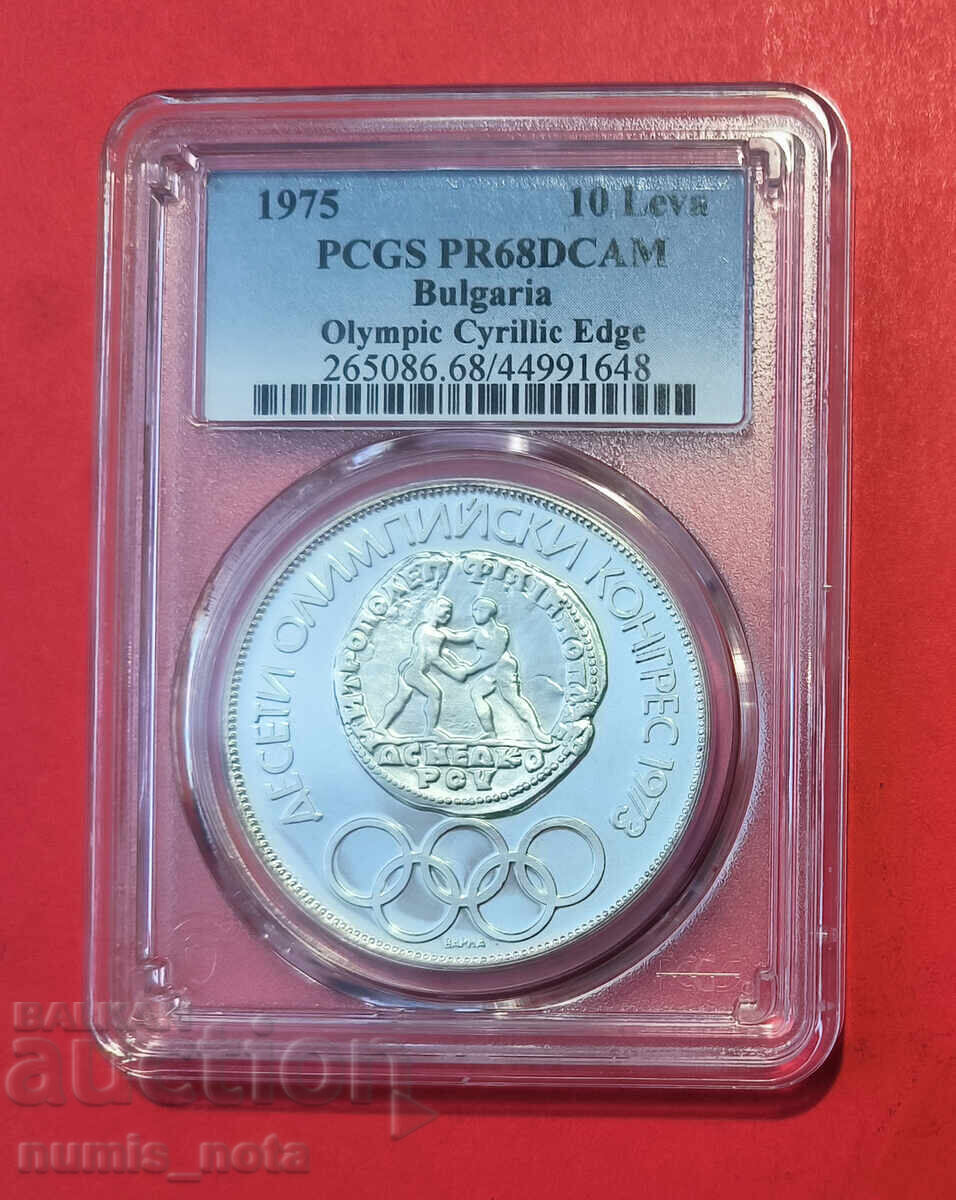 1975 10 Leva
PCGS PR68DCAM
Bulgaria
Olympic Cyrillic Edge
265086.68/44991648
ДЕСЕТИ ОЛИМПИЙСКИ КОНГРЕС 1973
ВАРНА
BALKAN
auction
numis_nota